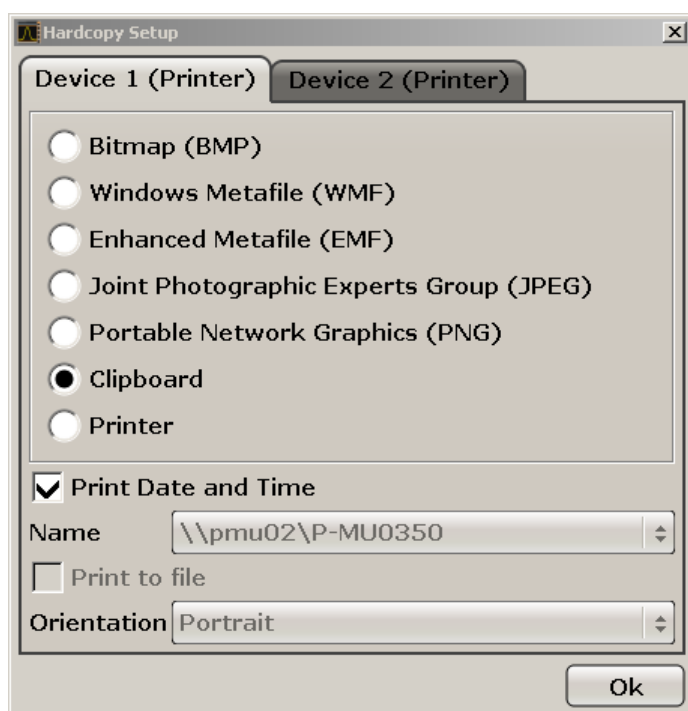 Hardcopy Setup
Device 1 (Printer)
Device 2 (Printer)
Bitmap (BMP)
Windows Metafile (WMF)
Enhanced Metafile (EMF)
Joint Photographic Experts Group (JPEG)
Portable Network Graphics (PNG)
Clipboard
Printer
Print Date and Time
Name \\pmu02\P-MU0350
Print to file
Orientation Portrait
Ok